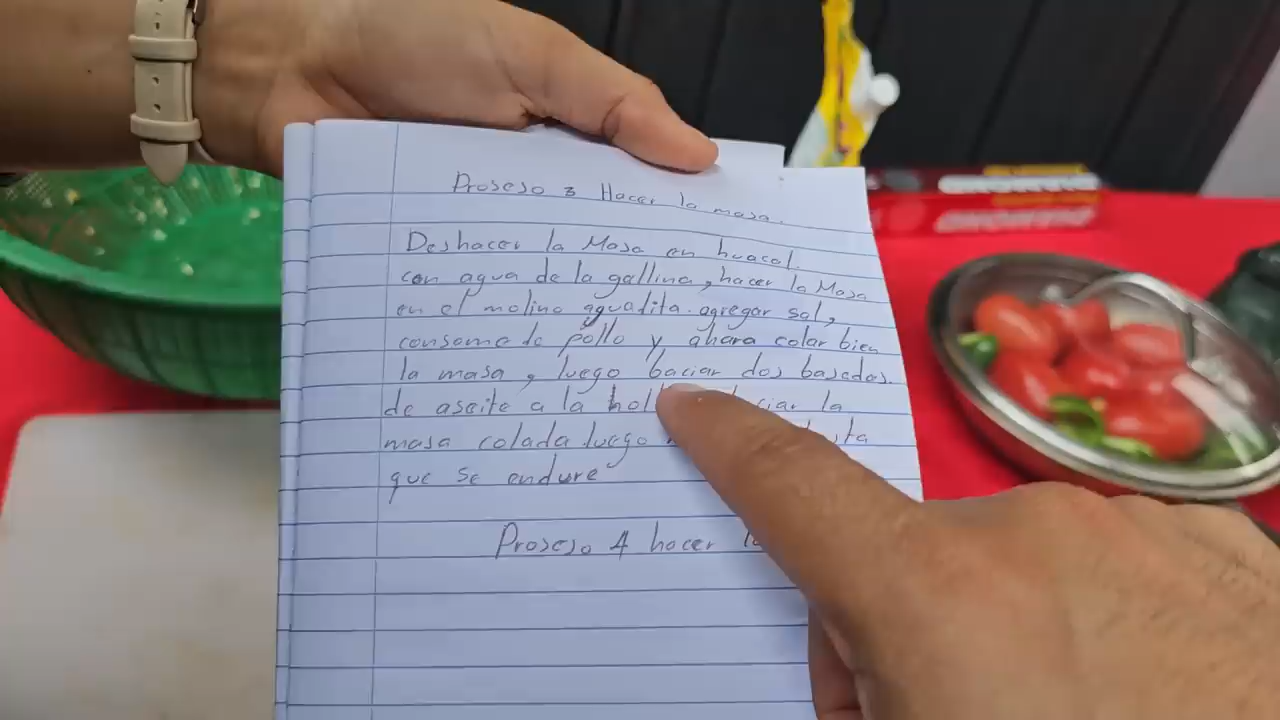 Proseso 3 Hacer la masa.
Deshacer la Masa en huacal.
con agua de la gallina, hacer la Masa
en el molino aguadita. agregar sal,
consome de pollo y ahora colar bien
la masa, luego baciar dos basedos.
de aseite a la
masa colada luego
que se endure
Proseso 4 hacer